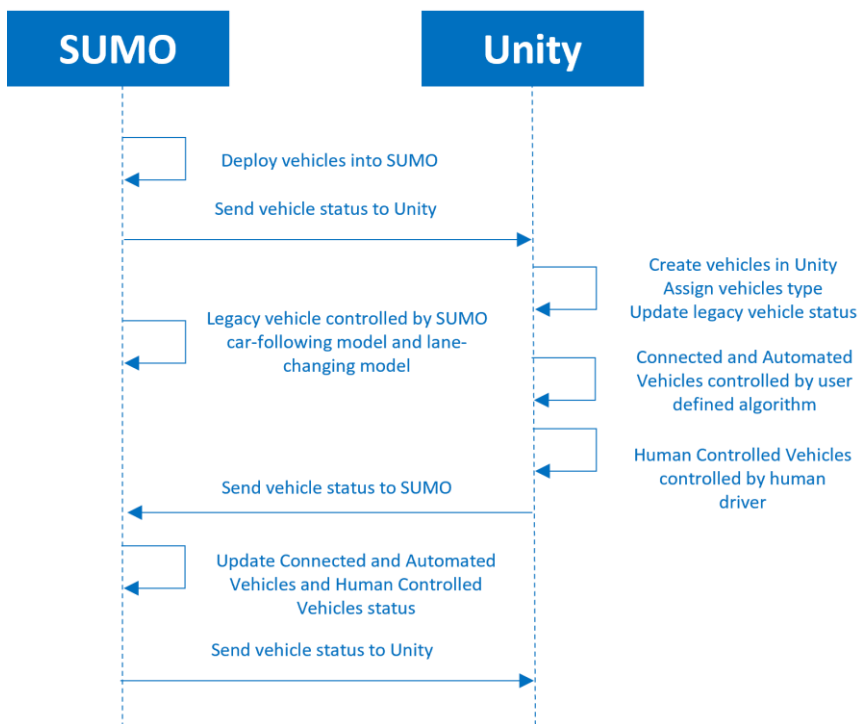 SUMO
Unity
Deploy vehicles into SUMO
Send vehicle status to Unity
Create vehicles in Unity
Assign vehicles type
Update legacy vehicle status
Legacy vehicle controlled by SUMO
car-following model and lane-
changing model
Connected and Automated
Vehicles controlled by user
defined algorithm
Human Controlled Vehicles
controlled by human
driver
Send vehicle status to SUMO
Update Connected and Automated
Vehicles and Human Controlled
Vehicles status
Send vehicle status to Unity